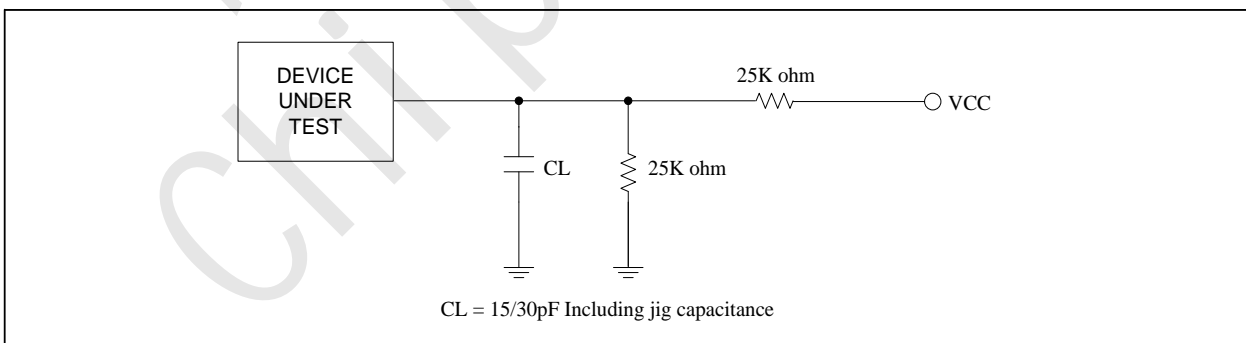 DEVICE
UNDER
TEST
25K ohm
VCC
CL
25K ohm
CL = 15/30pF Including jig capacitance